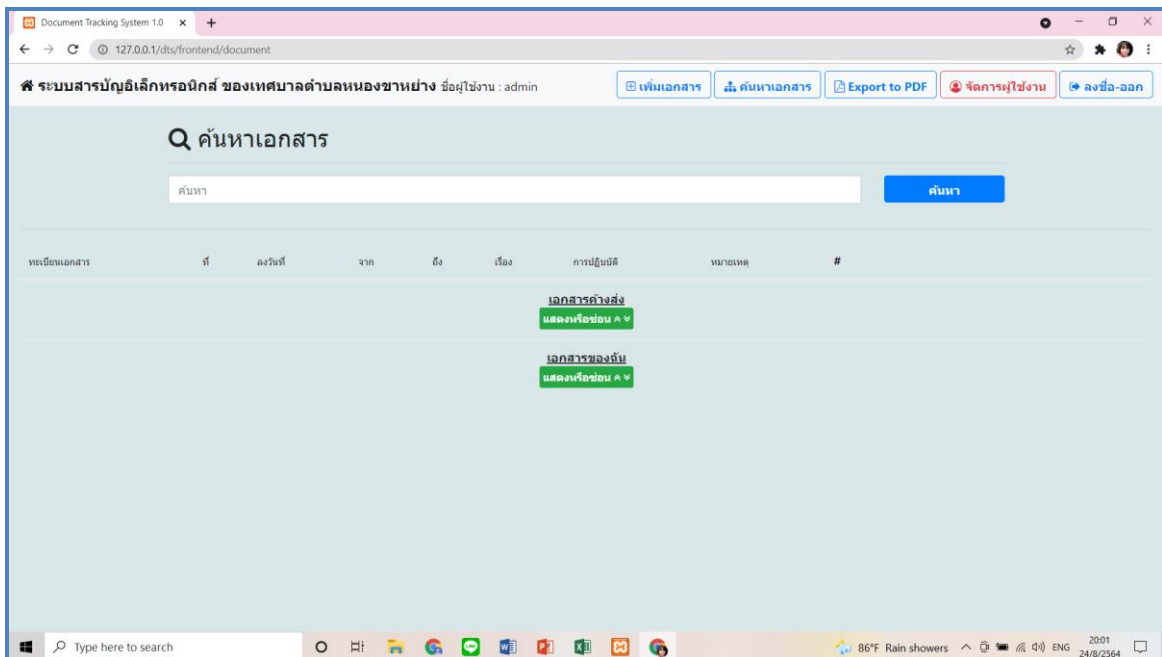 Document Tracking System 1.0
127.0.0.1/dts/frontend/document
ระบบสารบัญอิเล็กทรอนิกส์ ของเทศบาลตำบลหนองขาหย่าง ชื่อผู้ใช้งาน : admin เพิ่มเอกสาร ค้นหาเอกสาร Export to PDF จัดการผู้ใช้งาน ลงชื่อ-ออก
ค้นหาเอกสาร
ค้นหา ค้นหา
ทะเบียนเอกสาร ที่ ลงวันที่ จาก ถึง เรื่อง การปฏิบัติ หมายเหตุ #
เอกสารค้างส่ง
แสดงหรือซ่อน
เอกสารของฉัน
แสดงหรือซ่อน
Type here to search 86°F Rain showers ENG 20:01
24/8/2564